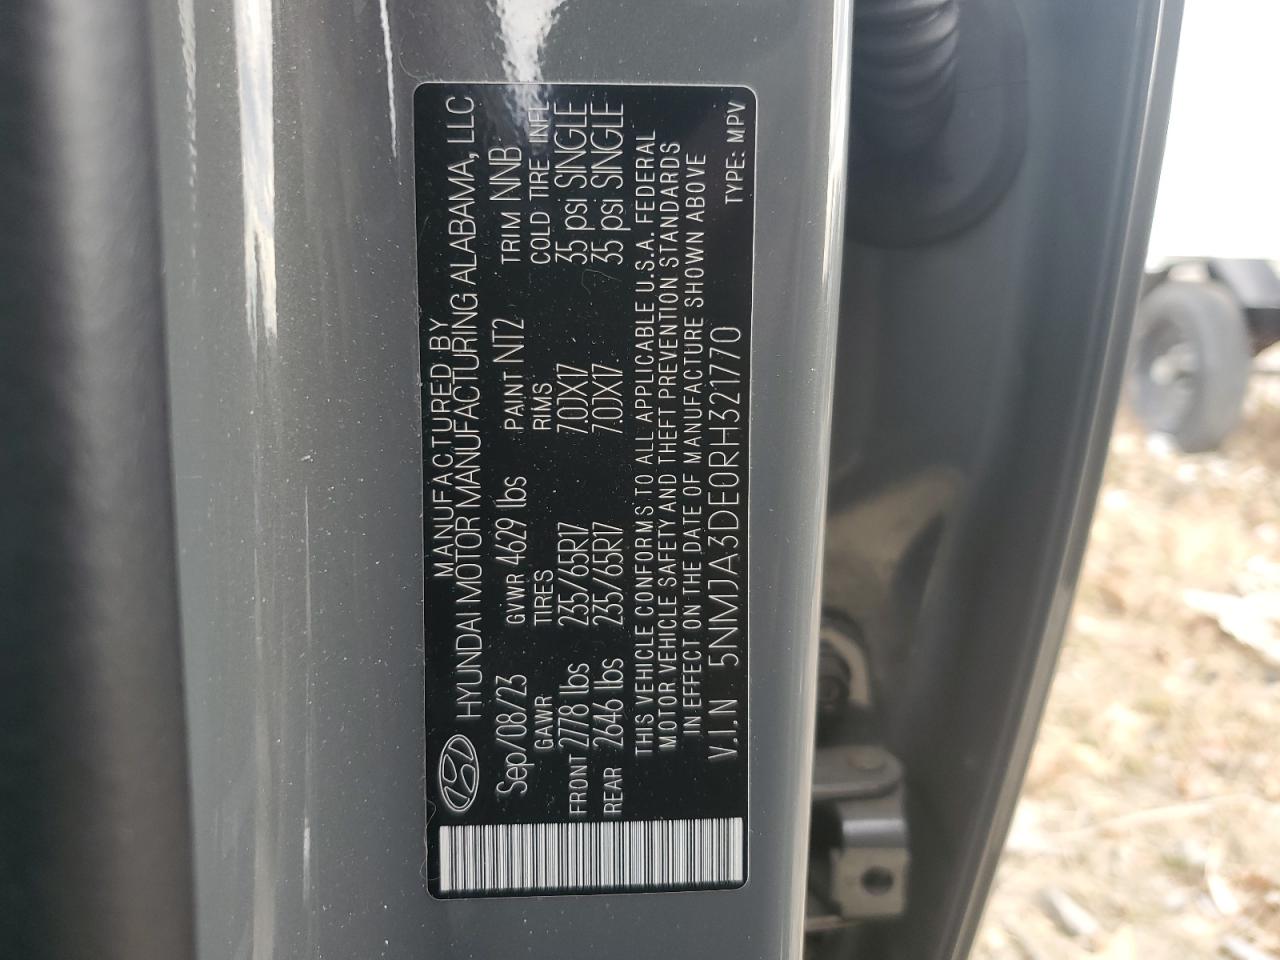 MANUFACTURED BY
HYUNDAI MOTOR MANUFACTURING ALABAMA, LLC
Sep/08/23 GVWR 4629 lbs PAINT NT2 TRIM NNB
GAWR TIRES RIMS COLD TIRE INFL
FRONT 2778 lbs 235/65R17 7.0JX17 35 psi SINGLE
REAR 2646 lbs 235/65R17 7.0JX17 35 psi SINGLE
THIS VEHICLE CONFORMS TO ALL APPLICABLE U.S.A. FEDERAL
MOTOR VEHICLE SAFETY AND THEFT PREVENTION STANDARDS
IN EFFECT ON THE DATE OF MANUFACTURE SHOWN ABOVE
V.I.N 5NMJA3DE0RH321770 TYPE: MPV